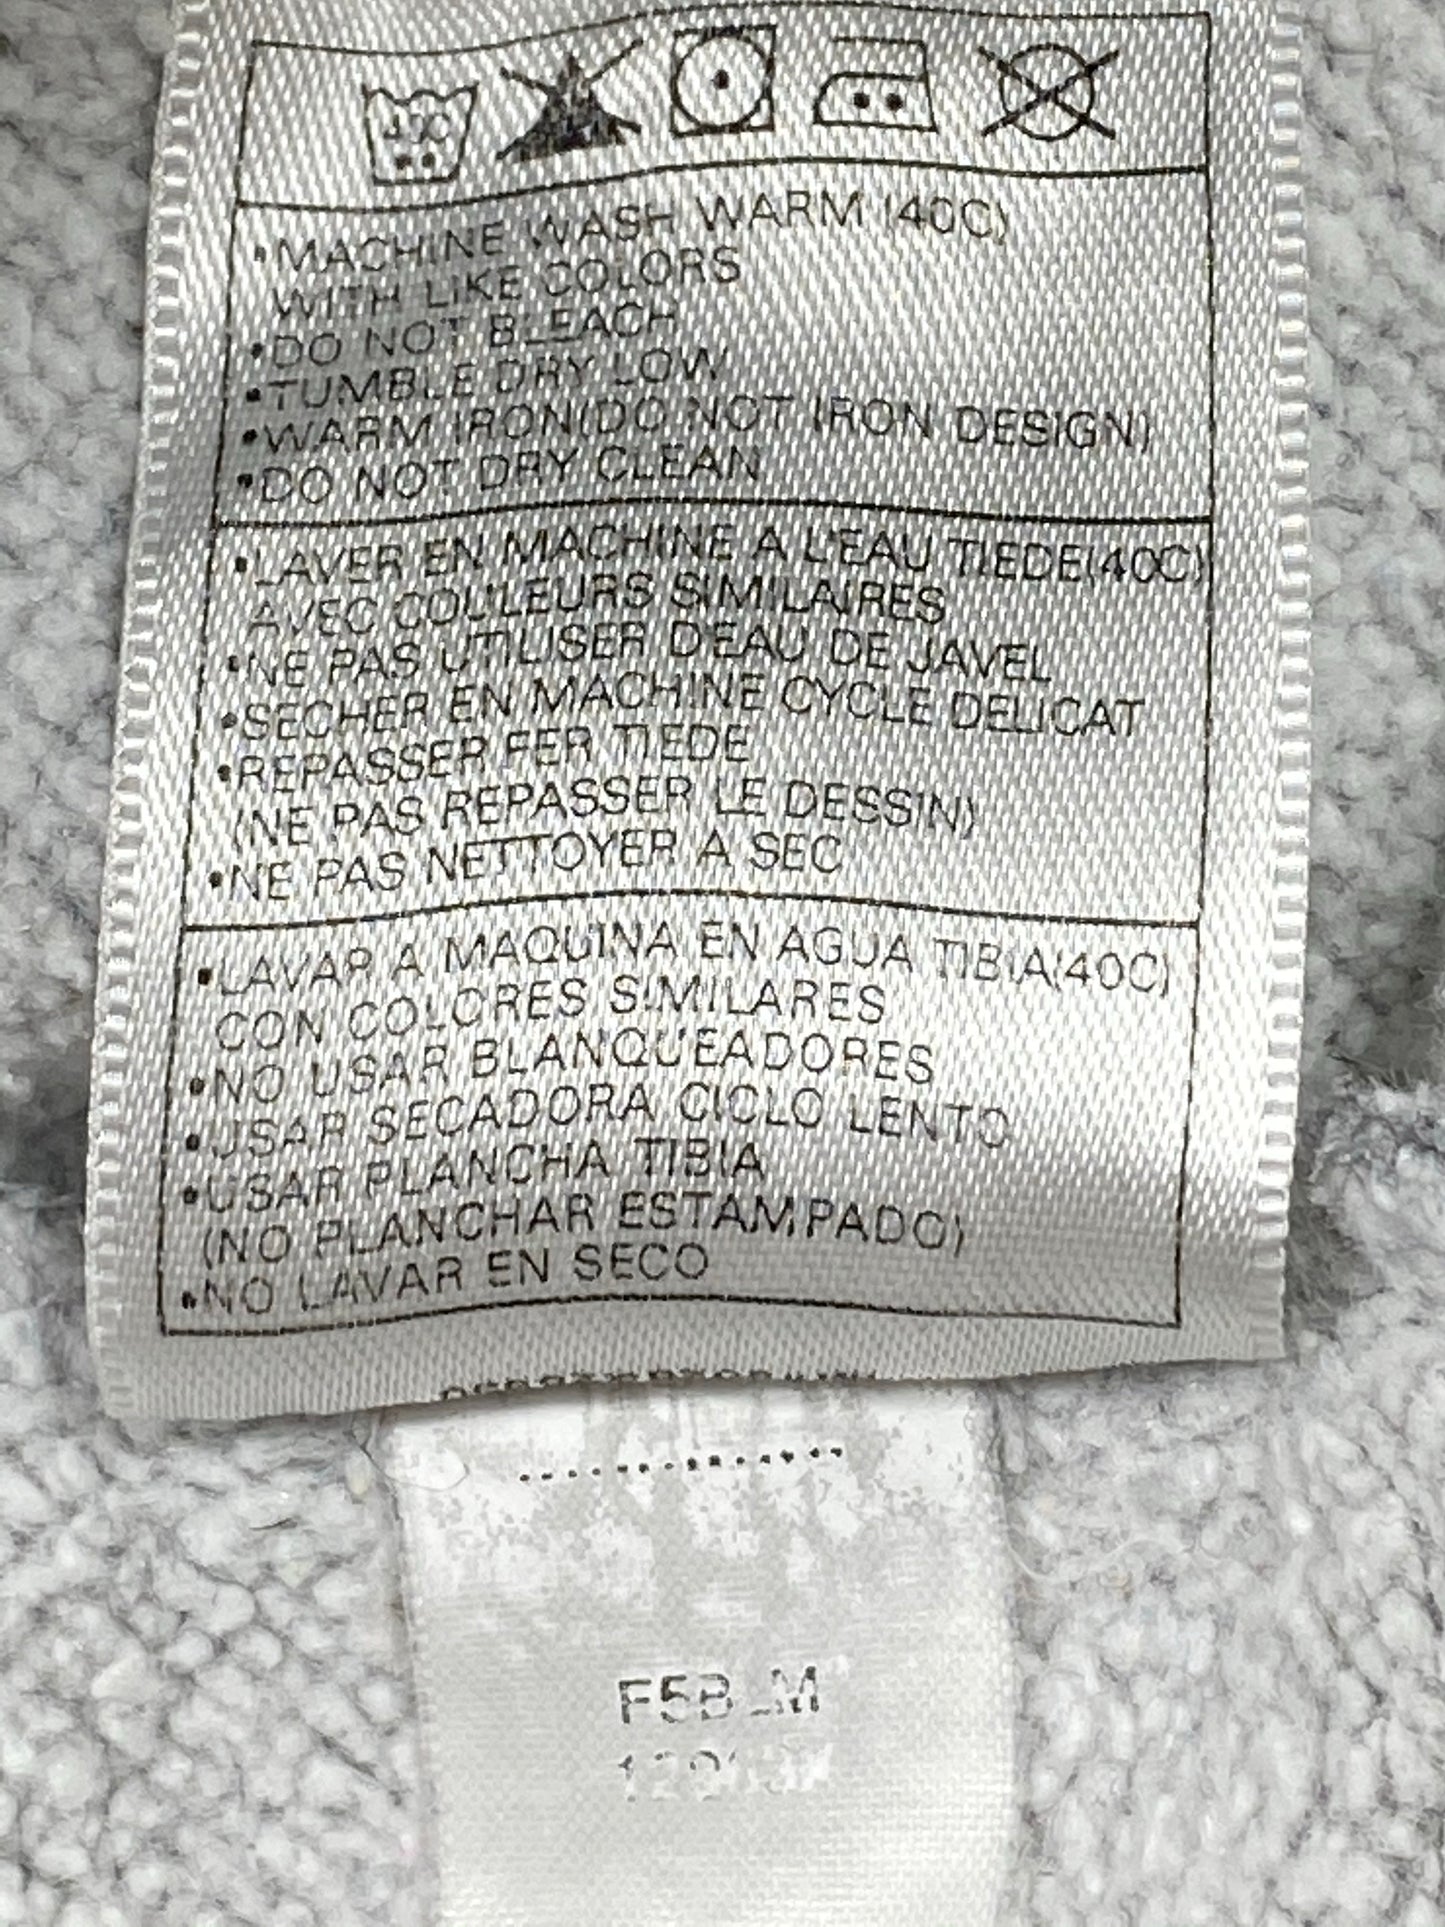 40C
•MACHINE WASH WARM (40C)
WITH LIKE COLORS
•DO NOT BLEACH
•TUMBLE DRY LOW
•WARM IRON(DO NOT IRON DESIGN)
•DO NOT DRY CLEAN
•LAVER EN MACHINE A L'EAU TIEDE(40C)
AVEC COULEURS SIMILAIRES
•NE PAS UTILISER D'EAU DE JAVEL
•SECHER EN MACHINE CYCLE DELICAT
•REPASSER FER TIEDE
(NE PAS REPASSER LE DESSIN)
•NE PAS NETTOYER A SEC
•LAVAR A MAQUINA EN AGUA TIBIA(40C)
CON COLORES SIMILARES
•NO USAR BLANQUEADORES
•USAR SECADORA CICLO LENTO
•USAR PLANCHA TIBIA
(NO PLANCHAR ESTAMPADO)
•NO LAVAR EN SECO